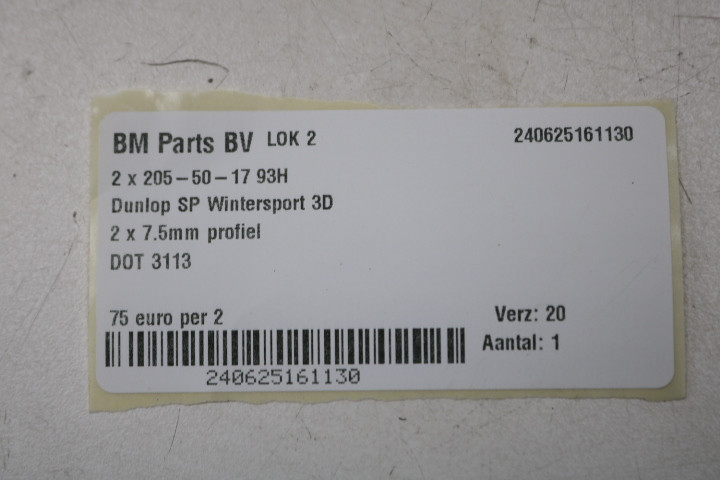 BM Parts BV LOK 2 240625161130
2 x 205-50-17 93H
Dunlop SP Wintersport 3D
2 x 7.5mm profiel
DOT 3113
75 euro per 2 Verz: 20
Aantal: 1
240625161130